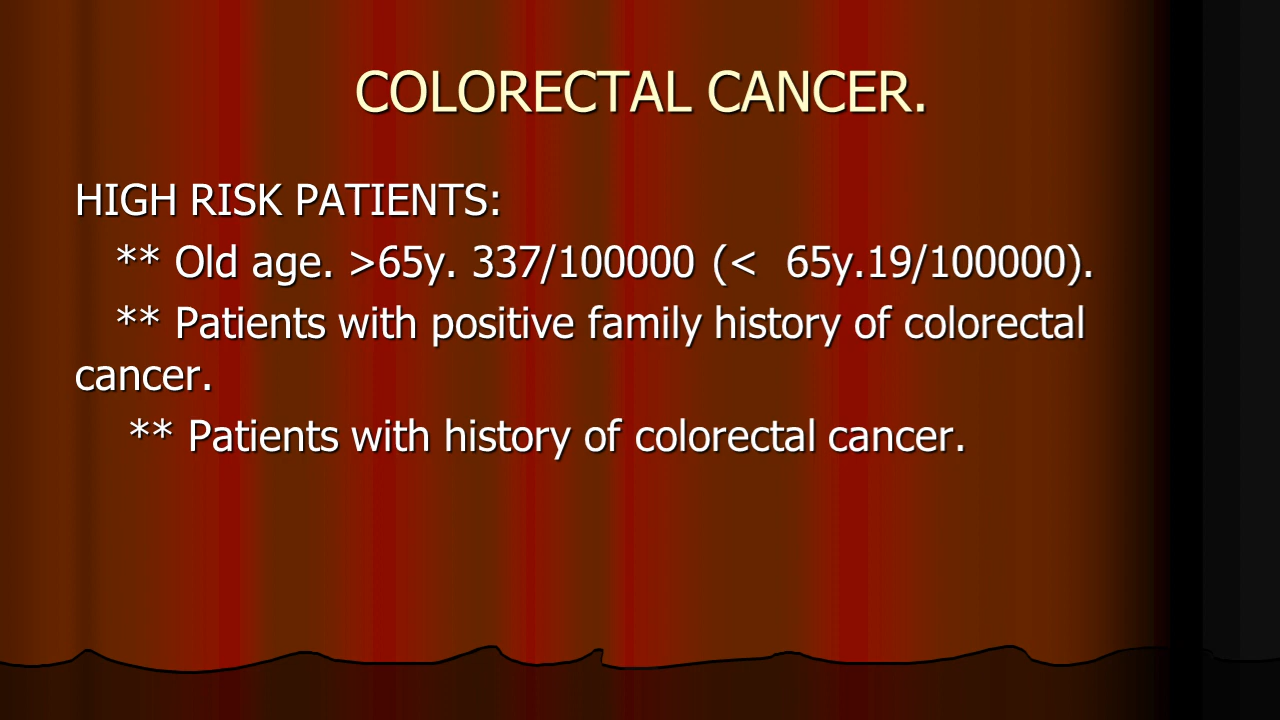 COLORECTAL CANCER.
HIGH RISK PATIENTS:
** Old age. >65y. 337/100000 (<  65y.19/100000).
** Patients with positive family history of colorectal
cancer.
** Patients with history of colorectal cancer.